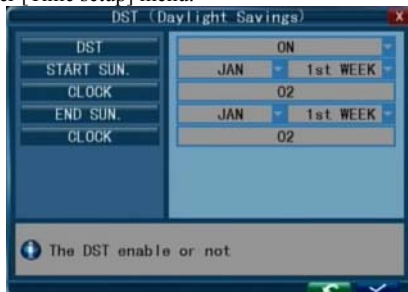 er [Time setup] menu.
DST (Daylight Savings)
DST ON
START SUN. JAN 1st WEEK
CLOCK 02
END SUN. JAN 1st WEEK
CLOCK 02
The DST enable or not